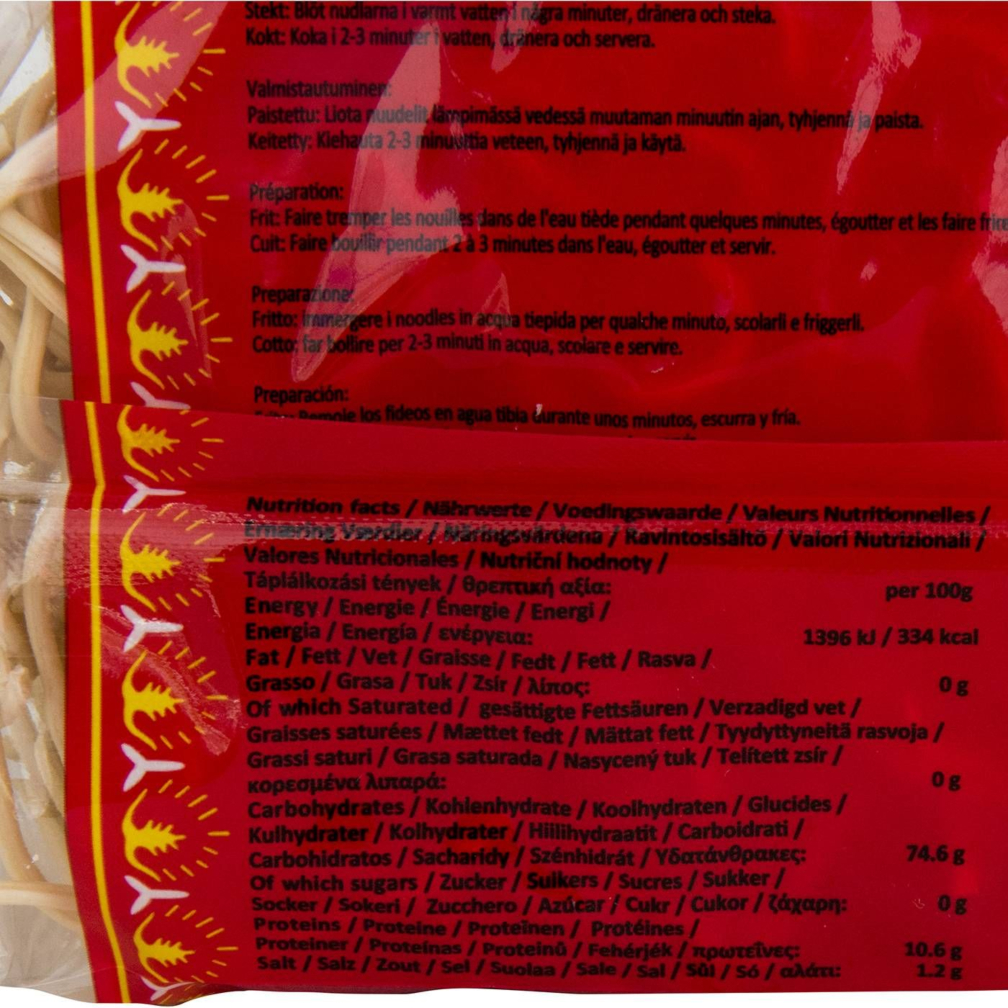 Stekt: Blöt nudlarna i varmt vatten i några minuter, dränera och steka.
Kokt: Koka i 2-3 minuter i vatten, dränera och servera.
Valmistautuminen:
Paistettu: Liota nuudelit lämpimässä vedessä muutaman minuutin ajan, tyhjennä ja paista.
Keitetty: Kiehauta 2-3 minuuttia veteen, tyhjennä ja käytä.
Préparation:
Frit: Faire tremper les nouilles dans de l'eau tiède pendant quelques minutes, égoutter et les faire frire
Cuit: Faire bouillir pendant 2 à 3 minutes dans l'eau, égoutter et servir.
Preparazione:
Fritto: immergere i noodles in acqua tiepida per qualche minuto, scolarli e friggerli.
Cotto: far bollire per 2-3 minuti in acqua, scolare e servire.
Preparación:
Remoje los fideos en agua tibia durante unos minutos, escurra y fría.
Nutrition facts / Nährwerte / Voedingswaarde / Valeurs Nutritionnelles /
Ernæring Værdier / Näringsvärdena / Ravintosisältö / Valori Nutrizionali /
Valores Nutricionales / Nutriční hodnoty /
Táplálkozási tények / θρεπτική αξία: per 100g
Energy / Energie / Énergie / Energi /
Energia / Energía / ενέργεια: 1396 kJ / 334 kcal
Fat / Fett / Vet / Graisse / Fedt / Fett / Rasva /
Grasso / Grasa / Tuk / Zsír / λίπος: 0 g
Of which Saturated / gesättigte Fettsäuren / Verzadigd vet /
Graisses saturées / Mættet fedt / Mättat fett / Tyydyttyneitä rasvoja /
Grassi saturi / Grasa saturada / Nasycený tuk / Telített zsír /
κορεσμένα λιπαρά: 0 g
Carbohydrates / Kohlenhydrate / Koolhydraten / Glucides /
Kulhydrater / Kolhydrater / Hiilihydraatit / Carboidrati /
Carbohidratos / Sacharidy / Szénhidrát / Υδατάνθρακες: 74.6 g
Of which sugars / Zucker / Suikers / Sucres / Sukker /
Socker / Sokeri / Zucchero / Azúcar / Cukr / Cukor / ζάχαρη: 0 g
Proteins / Proteine / Proteïnen / Protéines /
Proteiner / Proteínas / Proteinů / Fehérjék / πρωτεΐνες: 10.6 g
Salt / Salz / Zout / Sel / Suolaa / Sale / Sal / Sůl / Só / αλάτι: 1.2 g